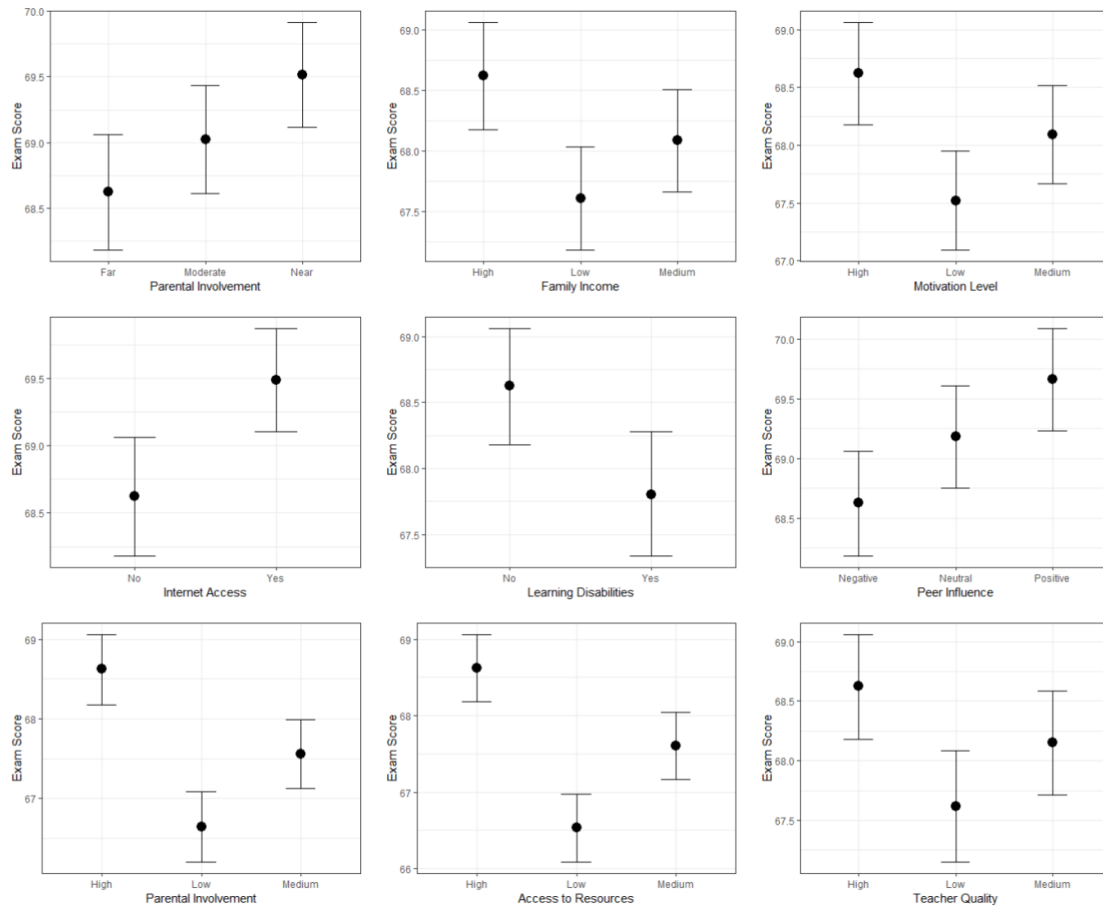 70.0
69.5
69.0
68.5
Exam Score
Far Moderate Near
Parental Involvement
69.0
68.5
68.0
67.5
Exam Score
High Low Medium
Family Income
69.0
68.5
68.0
67.5
67.0
Exam Score
High Low Medium
Motivation Level
69.5
69.0
68.5
Exam Score
No Yes
Internet Access
69.0
68.5
68.0
67.5
Exam Score
No Yes
Learning Disabilities
70.0
69.5
69.0
68.5
Exam Score
Negative Neutral Positive
Peer Influence
69
68
67
Exam Score
High Low Medium
Parental Involvement
69
68
67
66
Exam Score
High Low Medium
Access to Resources
69.0
68.5
68.0
67.5
Exam Score
High Low Medium
Teacher Quality